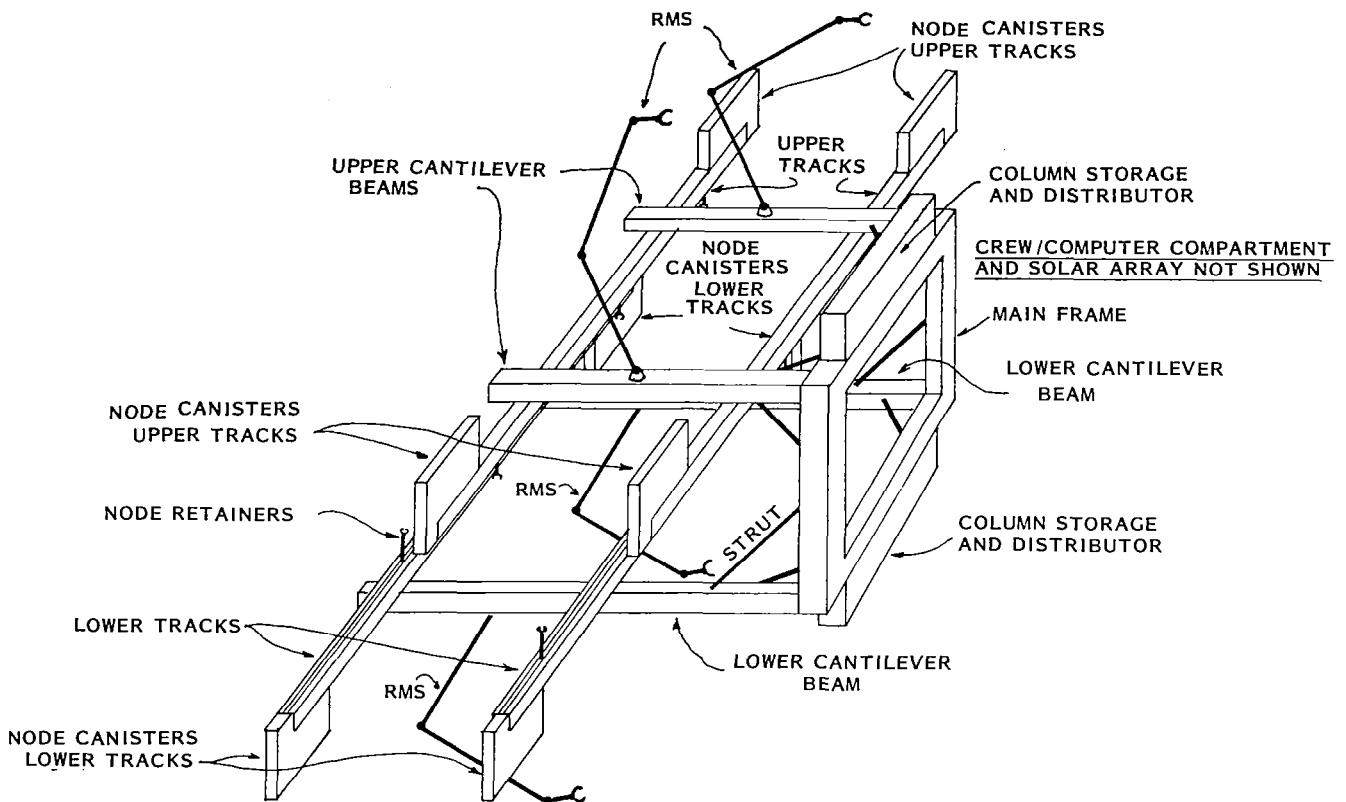 RMS
NODE CANISTERS
UPPER TRACKS
UPPER
TRACKS
UPPER CANTILEVER
BEAMS
COLUMN STORAGE
AND DISTRIBUTOR
NODE
CANISTERS
LOWER
TRACKS
CREW/COMPUTER COMPARTMENT
AND SOLAR ARRAY NOT SHOWN
MAIN FRAME
LOWER CANTILEVER
BEAM
NODE CANISTERS
UPPER TRACKS
RMS
NODE RETAINERS
STRUT
COLUMN STORAGE
AND DISTRIBUTOR
LOWER TRACKS
LOWER CANTILEVER
BEAM
RMS
NODE CANISTERS
LOWER TRACKS